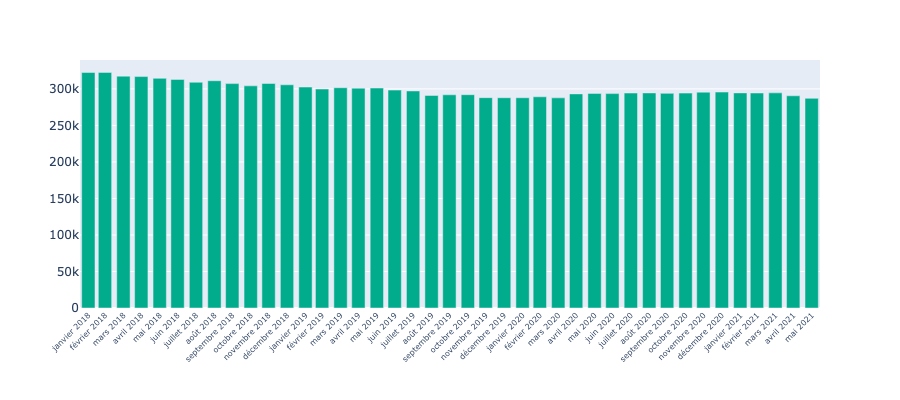 300k
250k
200k
150k
100k
50k
0
janvier 2018
février 2018
mars 2018
avril 2018
mai 2018
juin 2018
juillet 2018
août 2018
septembre 2018
octobre 2018
novembre 2018
décembre 2018
janvier 2019
février 2019
mars 2019
avril 2019
mai 2019
juin 2019
juillet 2019
août 2019
septembre 2019
octobre 2019
novembre 2019
décembre 2019
janvier 2020
février 2020
mars 2020
avril 2020
mai 2020
juin 2020
juillet 2020
août 2020
septembre 2020
octobre 2020
novembre 2020
décembre 2020
janvier 2021
février 2021
mars 2021
avril 2021
mai 2021